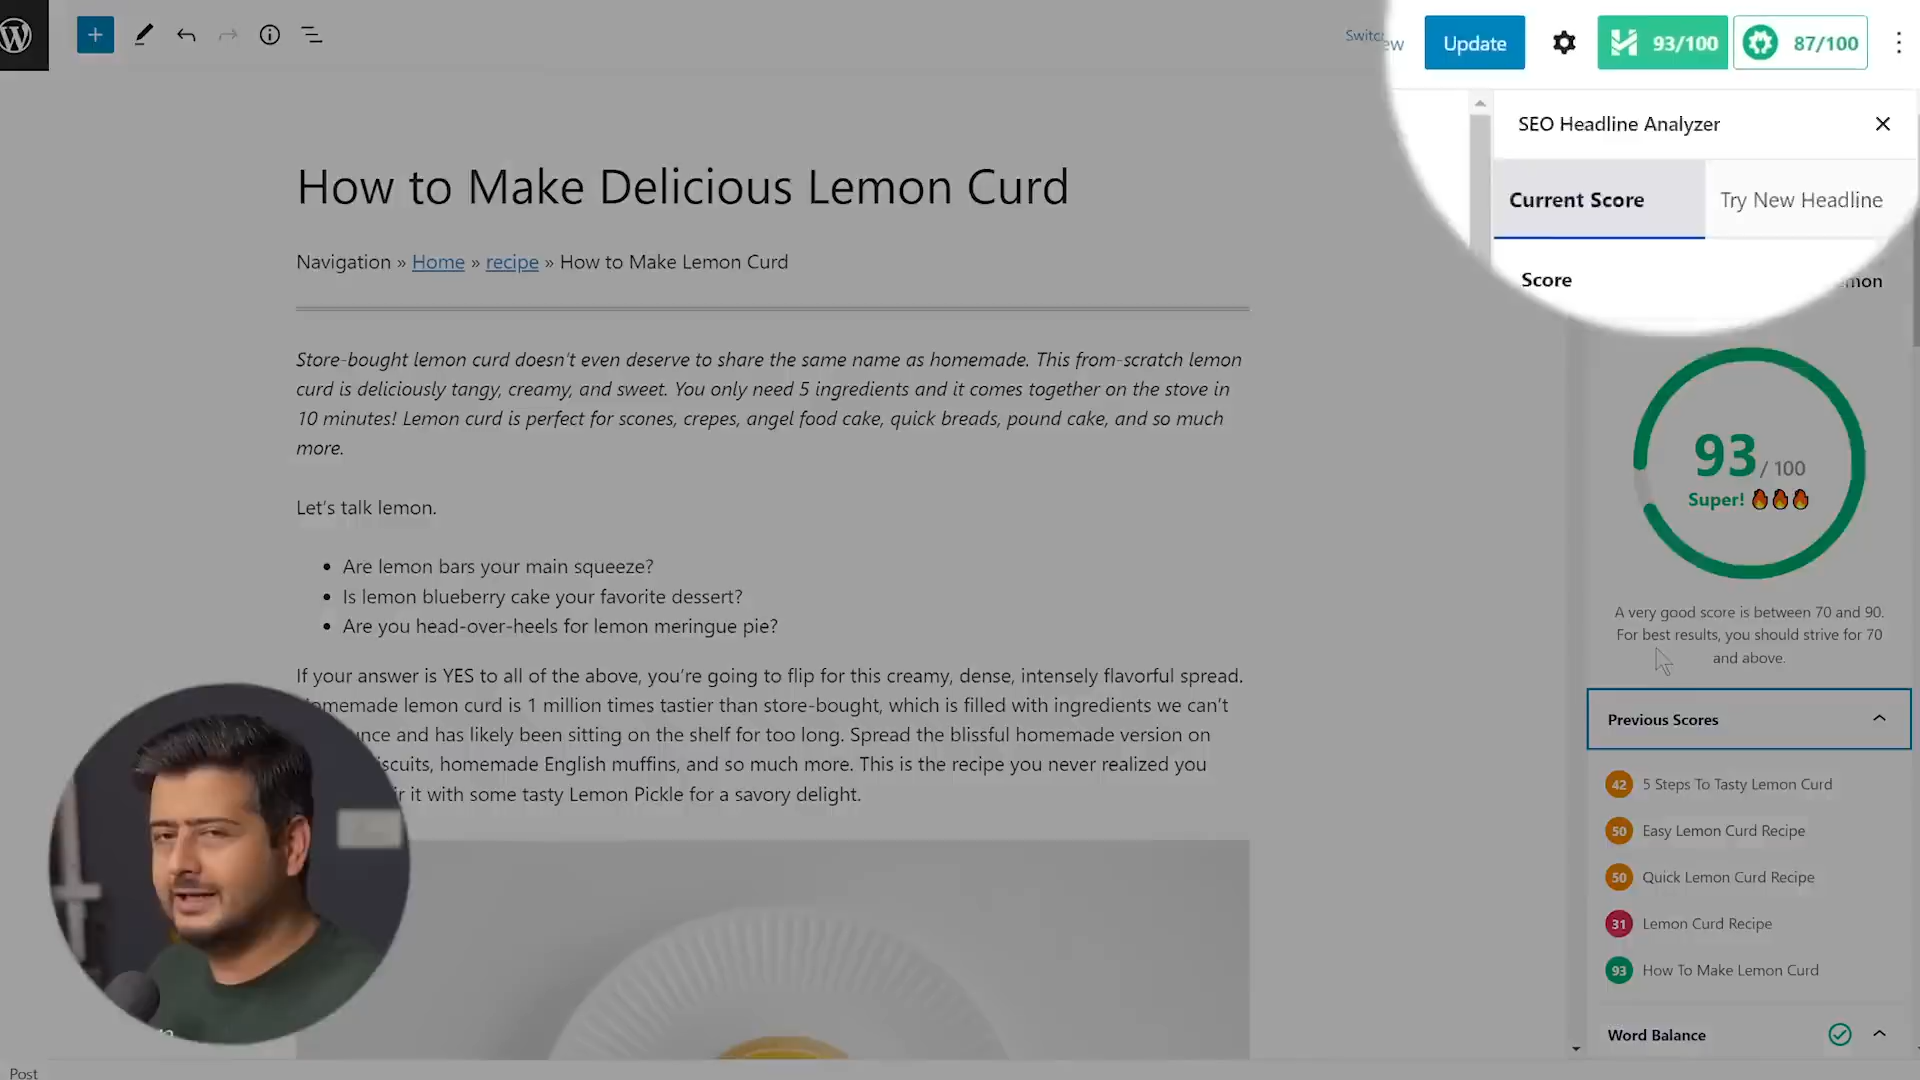 Update
93/100
87/100
SEO Headline Analyzer
Current Score
Try New Headline
Score
How to Make Delicious Lemon Curd
Navigation » Home » recipe » How to Make Lemon Curd
Store-bought lemon curd doesn't even deserve to share the same name as homemade. This from-scratch lemon
curd is deliciously tangy, creamy, and sweet. You only need 5 ingredients and it comes together on the stove in
10 minutes! Lemon curd is perfect for scones, crepes, angel food cake, quick breads, pound cake, and so much
more.
Let's talk lemon.
Are lemon bars your main squeeze?
Is lemon blueberry cake your favorite dessert?
Are you head-over-heels for lemon meringue pie?
If your answer is YES to all of the above, you're going to flip for this creamy, dense, intensely flavorful spread.
lemon curd is 1 million times tastier than store-bought, which is filled with ingredients we can't
and has likely been sitting on the shelf for too long. Spread the blissful homemade version on
homemade English muffins, and so much more. This is the recipe you never realized you
it with some tasty Lemon Pickle for a savory delight.
93 / 100
Super! 🔥🔥🔥
A very good score is between 70 and 90.
For best results, you should strive for 70
and above.
Previous Scores
42 5 Steps To Tasty Lemon Curd
50 Easy Lemon Curd Recipe
50 Quick Lemon Curd Recipe
31 Lemon Curd Recipe
93 How To Make Lemon Curd
Word Balance
Post